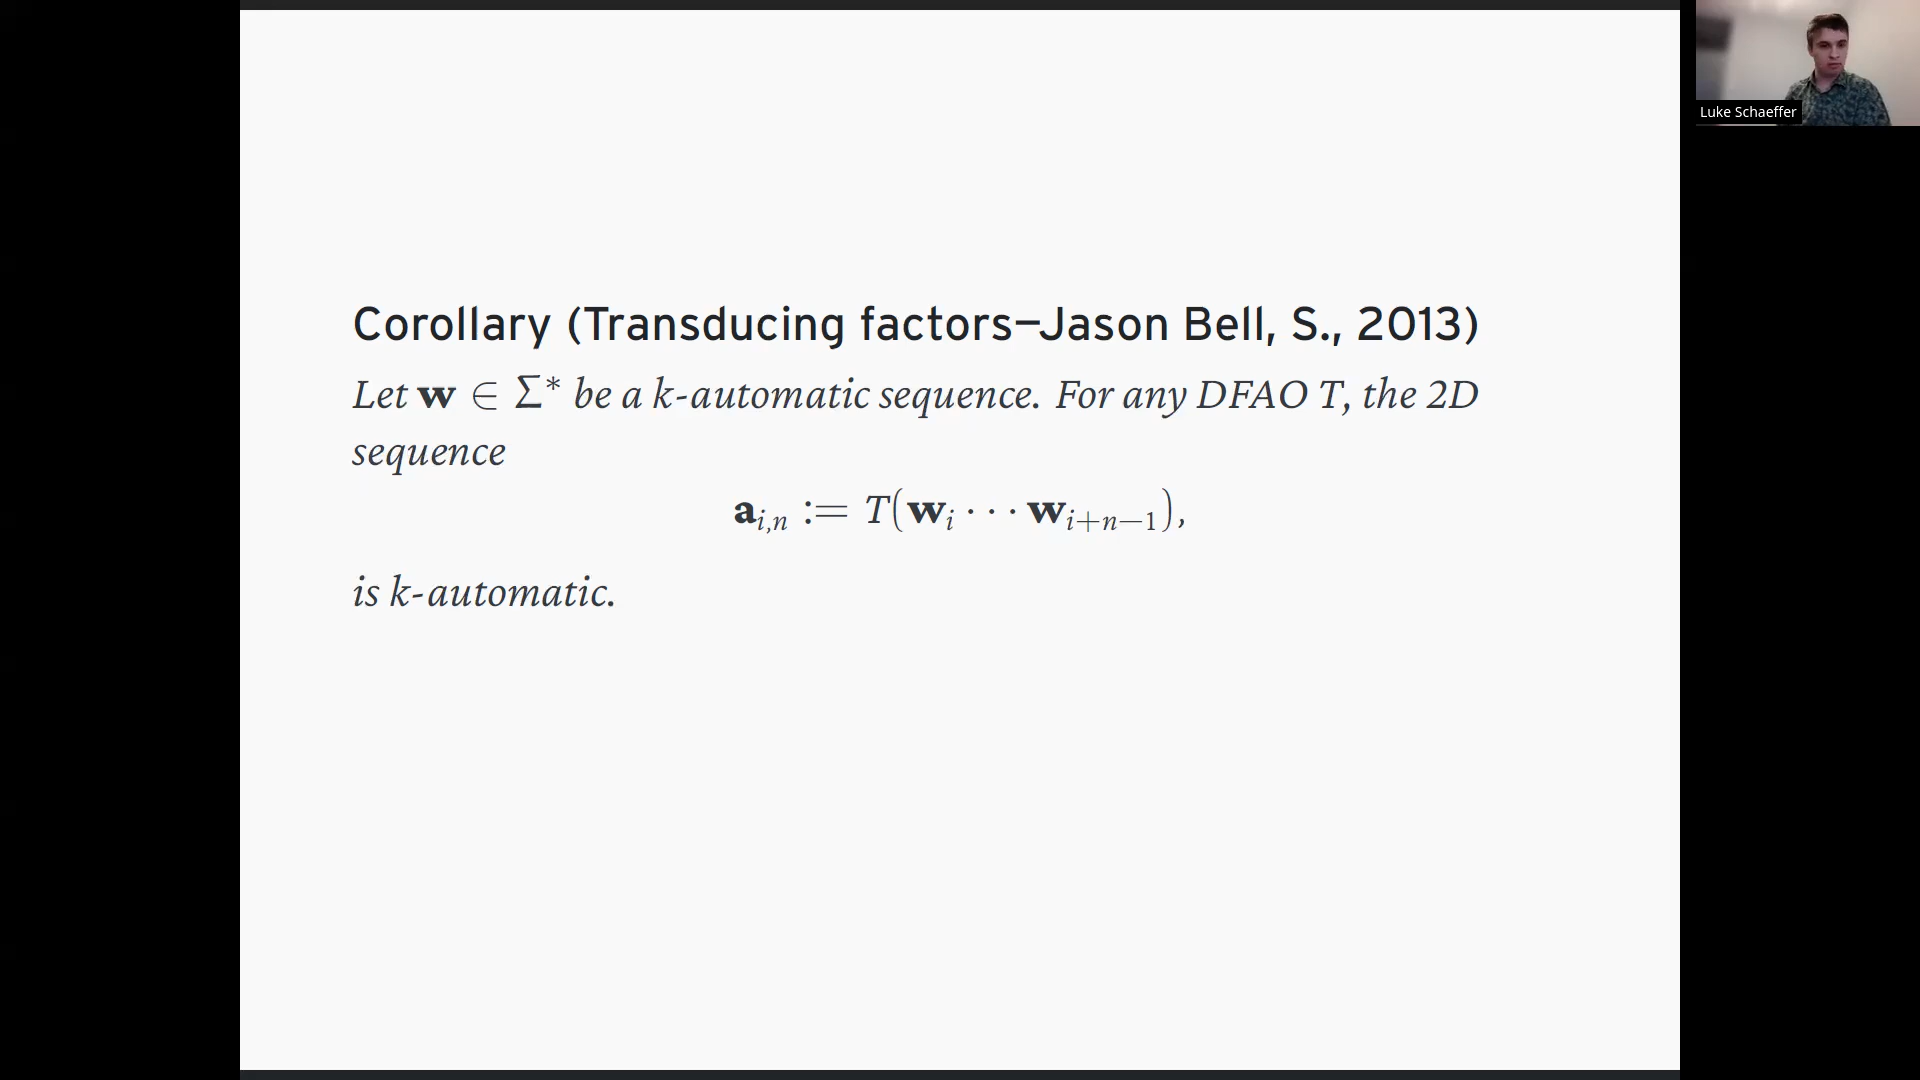 Luke Schaeffer
Corollary (Transducing factors—Jason Bell, S., 2013)
Let 𝐰 ∈ Σ* be a k-automatic sequence. For any DFAO T, the 2D
sequence
𝐚_{i,n} := T(𝐰_i ⋯ 𝐰_{i+n−1}),
is k-automatic.